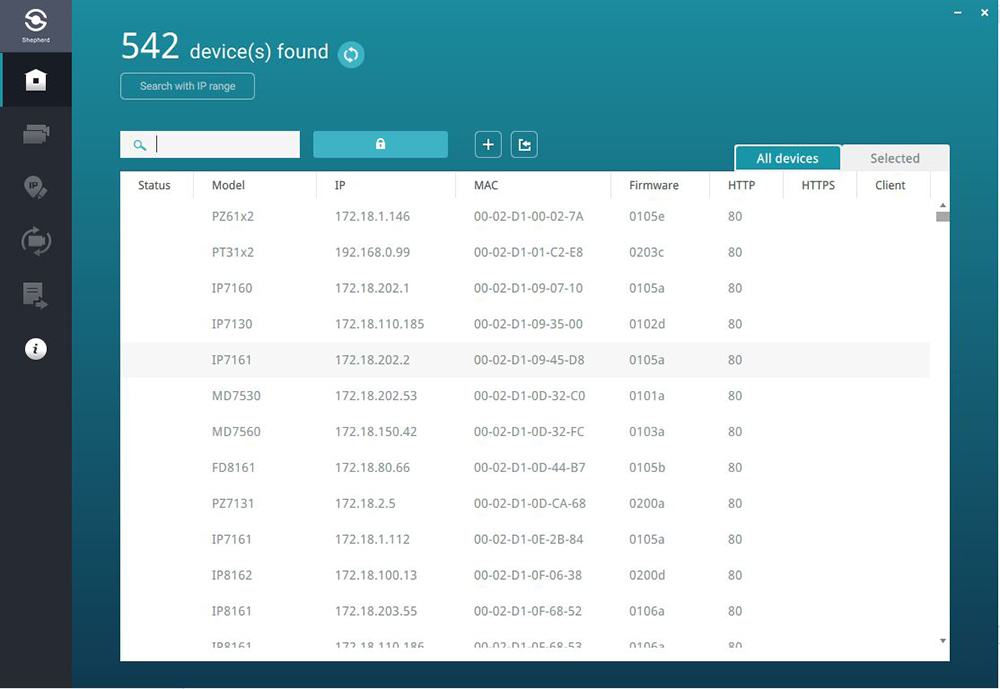 Shepherd
542 device(s) found
Search with IP range
All devices Selected
Status Model IP MAC Firmware HTTP HTTPS Client
PZ61x2 172.18.1.146 00-02-D1-00-02-7A 0105e 80
PT31x2 192.168.0.99 00-02-D1-01-C2-E8 0203c 80
IP7160 172.18.202.1 00-02-D1-09-07-10 0105a 80
IP7130 172.18.110.185 00-02-D1-09-35-00 0102d 80
IP7161 172.18.202.2 00-02-D1-09-45-D8 0105a 80
MD7530 172.18.202.53 00-02-D1-0D-32-C0 0101a 80
MD7560 172.18.150.42 00-02-D1-0D-32-FC 0103a 80
FD8161 172.18.80.66 00-02-D1-0D-44-B7 0105b 80
PZ7131 172.18.2.5 00-02-D1-0D-CA-68 0200a 80
IP7161 172.18.1.112 00-02-D1-0E-2B-84 0105a 80
IP8162 172.18.100.13 00-02-D1-0F-06-38 0200d 80
IP8161 172.18.203.55 00-02-D1-0F-68-52 0106a 80
IP8161 172.18.110.186 00-02-D1-0F-68-53 0106a 80
IP